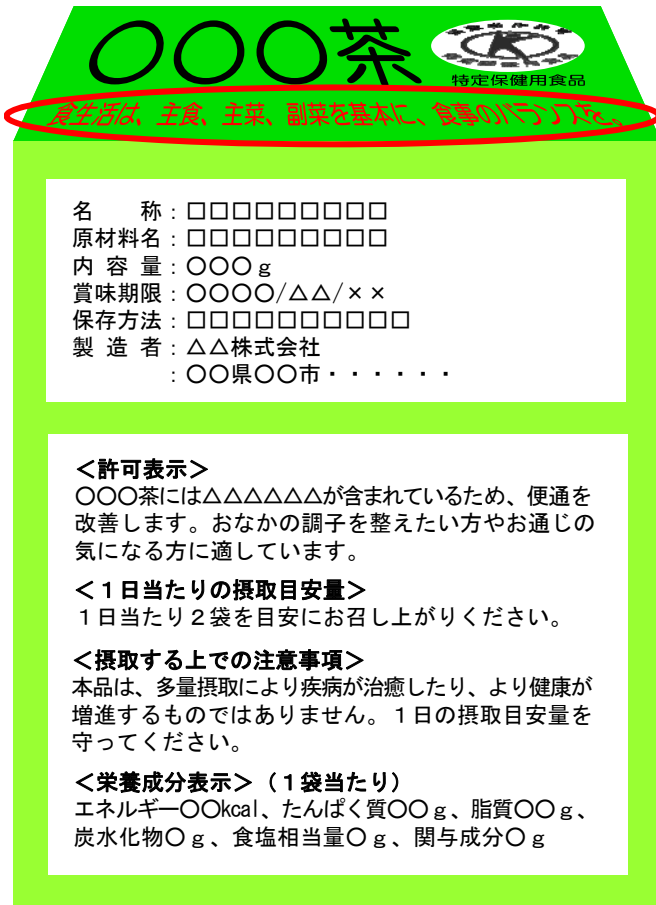 〇〇〇茶
特定保健用食品
食生活は、主食、主菜、副菜を基本に、食事のバランスを。
名　　称：□□□□□□□□□
原材料名：□□□□□□□□□
内 容 量：〇〇〇ｇ
賞味期限：〇〇〇〇/△△/××
保存方法：□□□□□□□□□□
製 造 者：△△株式会社
：〇〇県〇〇市・・・・・・
＜許可表示＞
〇〇〇茶には△△△△△△が含まれているため、便通を
改善します。おなかの調子を整えたい方やお通じの
気になる方に適しています。
＜１日当たりの摂取目安量＞
１日当たり２袋を目安にお召し上がりください。
＜摂取する上での注意事項＞
本品は、多量摂取により疾病が治癒したり、より健康が
増進するものではありません。１日の摂取目安量を
守ってください。
＜栄養成分表示＞（１袋当たり）
エネルギー〇〇kcal、たんぱく質〇〇ｇ、脂質〇〇ｇ、
炭水化物〇ｇ、食塩相当量〇ｇ、関与成分〇ｇ